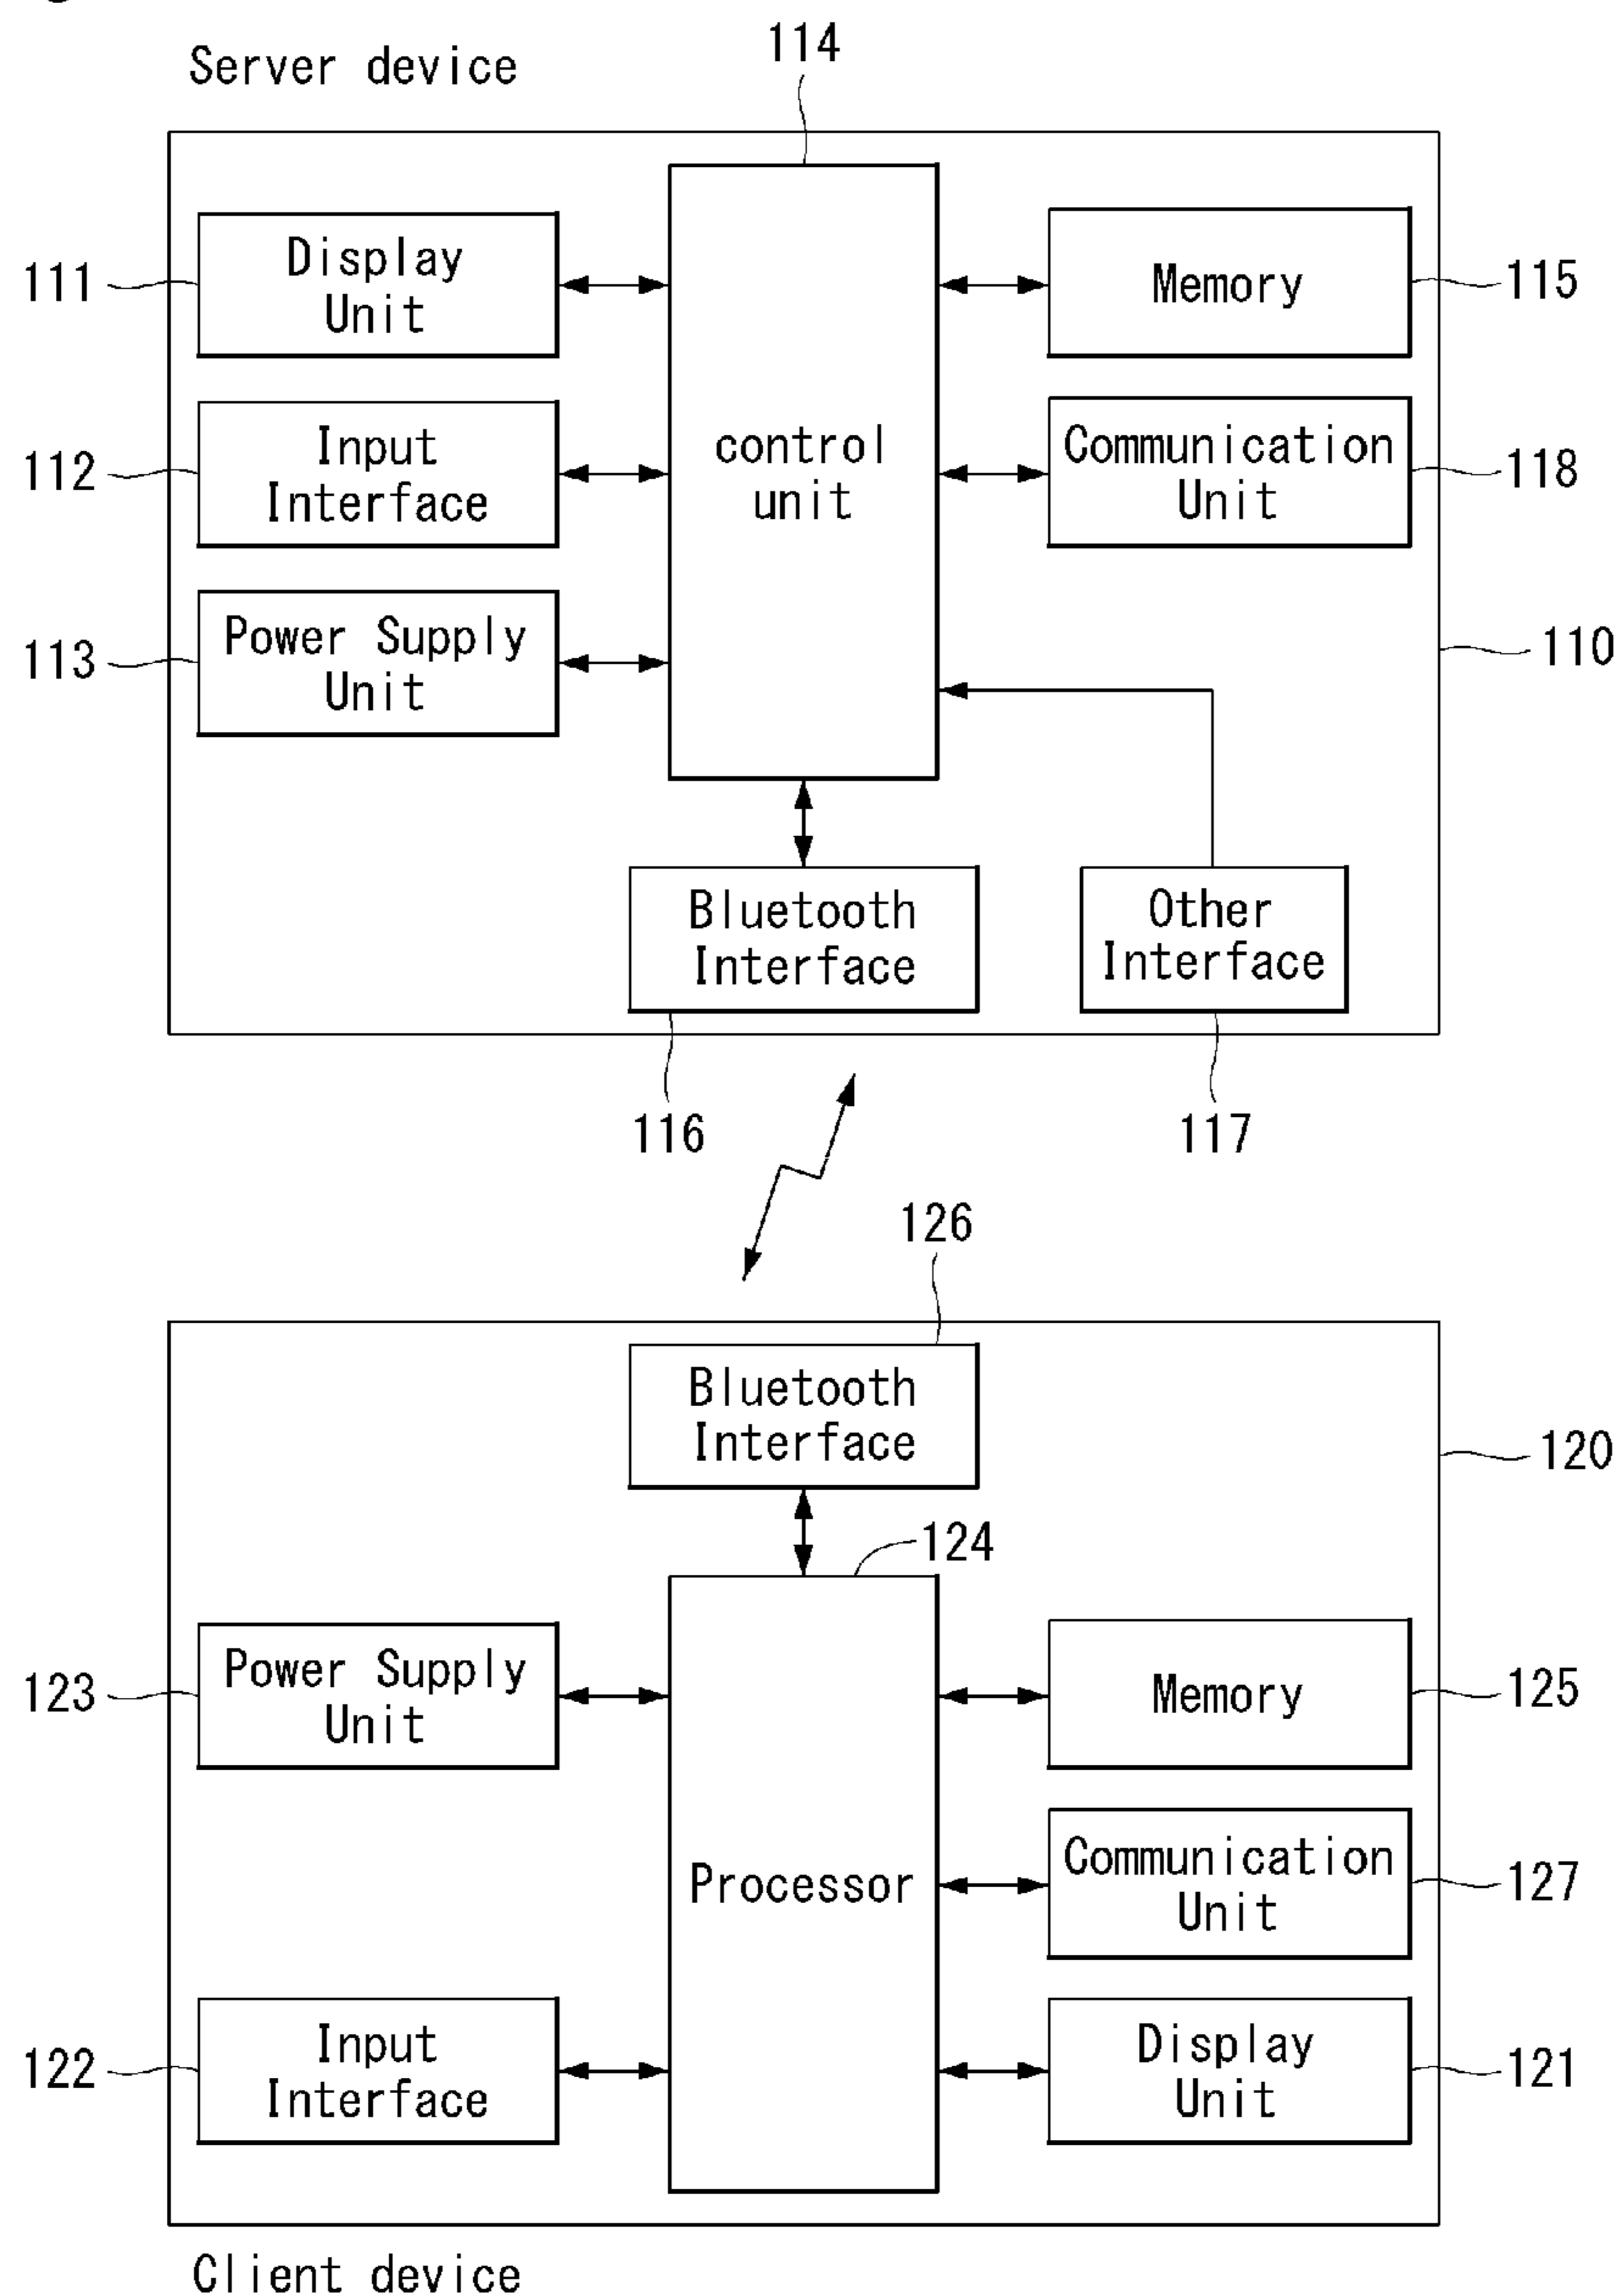 Server device
114
111
Display
Unit
Memory
115
112
Input
Interface
control
unit
Communication
Unit
118
113
Power Supply
Unit
110
Bluetooth
Interface
Other
Interface
116
117
126
Bluetooth
Interface
120
124
123
Power Supply
Unit
Memory
125
Processor
Communication
Unit
127
122
Input
Interface
Display
Unit
121
Client device